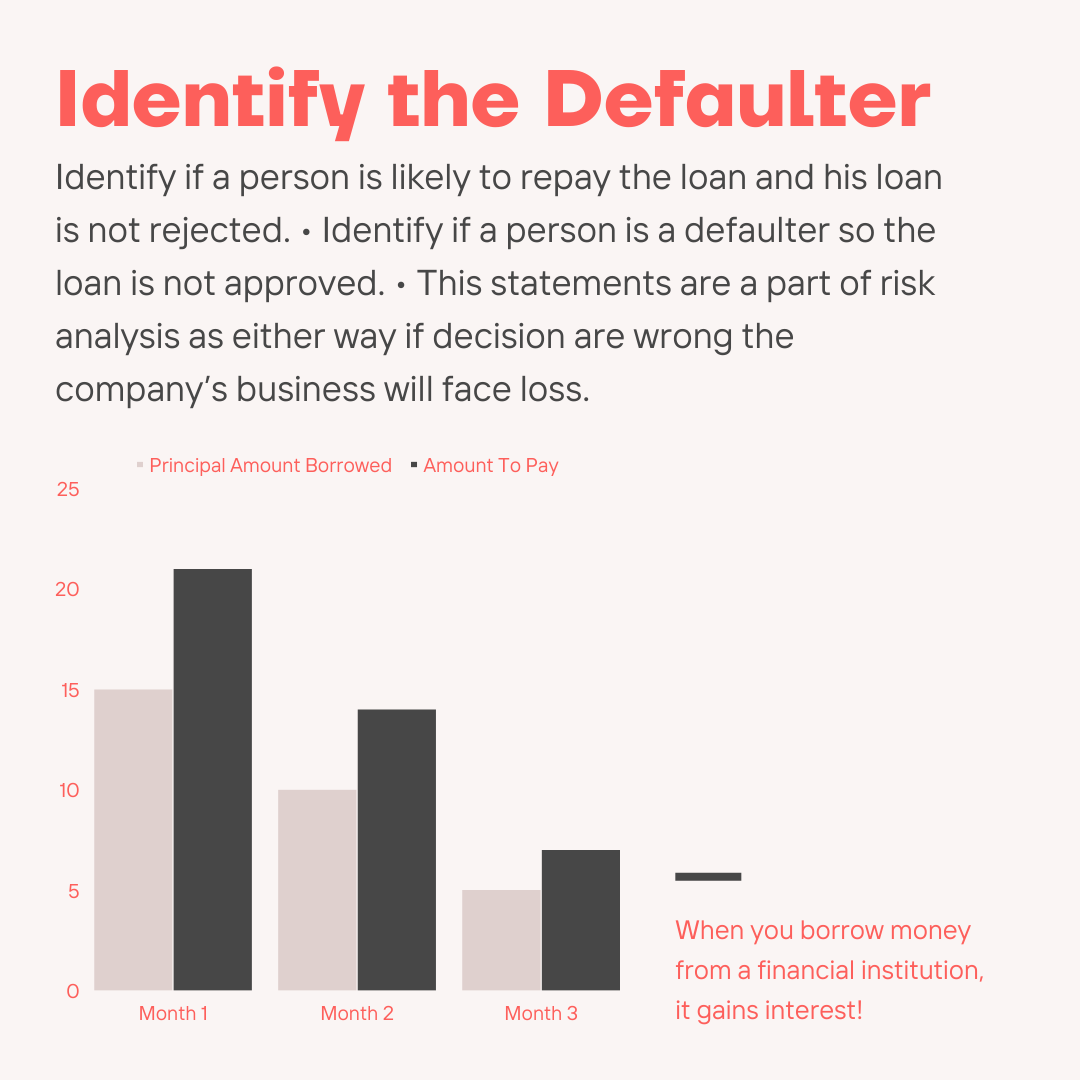 Identify the Defaulter
Identify if a person is likely to repay the loan and his loan
is not rejected. • Identify if a person is a defaulter so the
loan is not approved. • This statements are a part of risk
analysis as either way if decision are wrong the
company’s business will face loss.
Principal Amount Borrowed Amount To Pay
25
20
15
10
5
0
Month 1 Month 2 Month 3
When you borrow money
from a financial institution,
it gains interest!